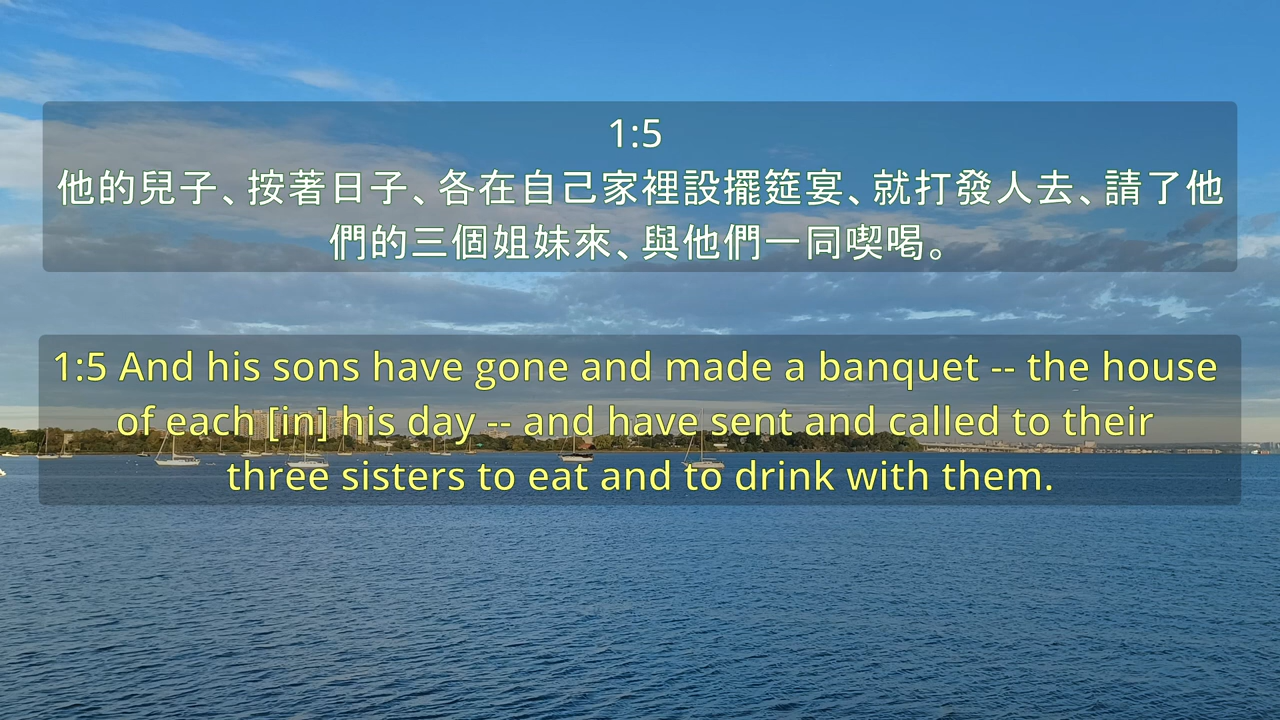 1:5
他的兒子、按著日子、各在自己家裡設擺筵宴、就打發人去、請了他
們的三個姐妹來、與他們一同喫喝。
1:5 And his sons have gone and made a banquet -- the house
of each [in] his day -- and have sent and called to their
three sisters to eat and to drink with them.